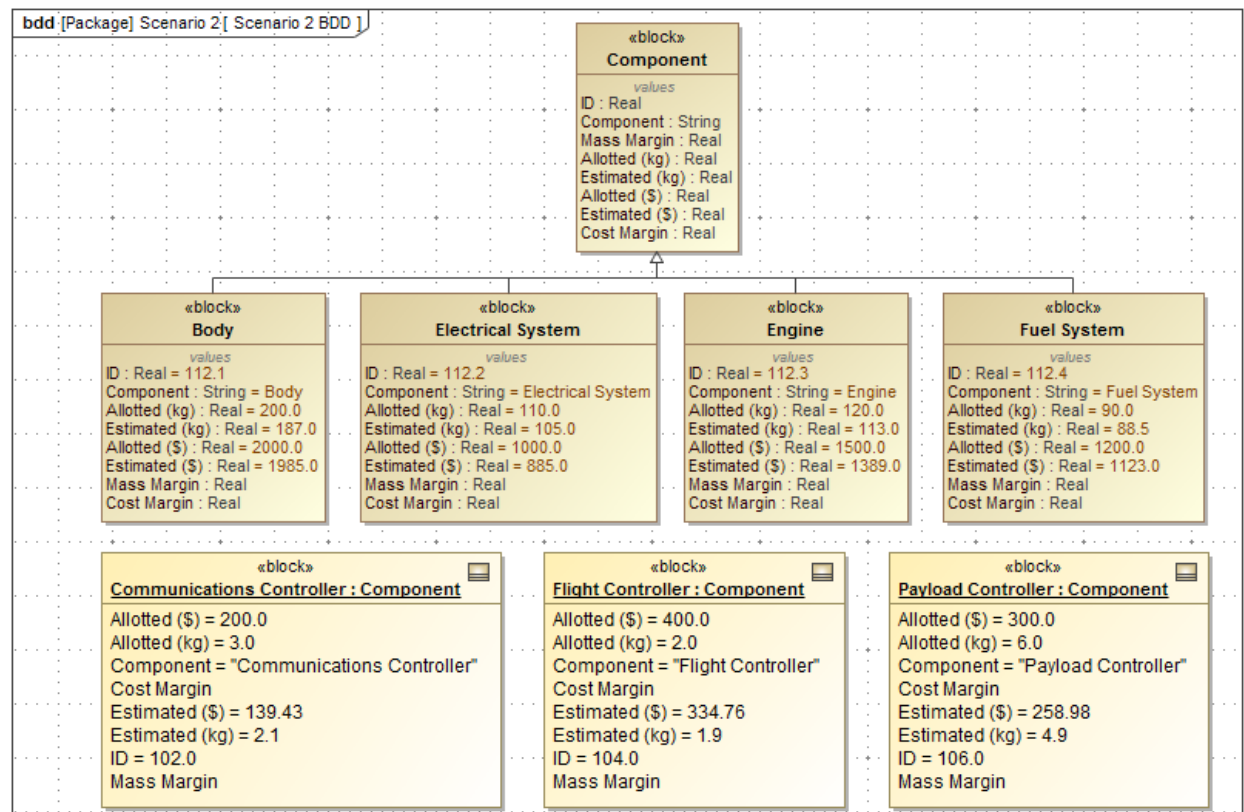 bdd [Package] Scenario 2 [ Scenario 2 BDD ]
«block»
Component
values
ID : Real
Component : String
Mass Margin : Real
Allotted (kg) : Real
Estimated (kg) : Real
Allotted ($) : Real
Estimated ($) : Real
Cost Margin : Real
«block»
Body
values
ID : Real = 112.1
Component : String = Body
Allotted (kg) : Real = 200.0
Estimated (kg) : Real = 187.0
Allotted ($) : Real = 2000.0
Estimated ($) : Real = 1985.0
Mass Margin : Real
Cost Margin : Real
«block»
Electrical System
values
ID : Real = 112.2
Component : String = Electrical System
Allotted (kg) : Real = 110.0
Estimated (kg) : Real = 105.0
Allotted ($) : Real = 1000.0
Estimated ($) : Real = 885.0
Mass Margin : Real
Cost Margin : Real
«block»
Engine
values
ID : Real = 112.3
Component : String = Engine
Allotted (kg) : Real = 120.0
Estimated (kg) : Real = 113.0
Allotted ($) : Real = 1500.0
Estimated ($) : Real = 1389.0
Mass Margin : Real
Cost Margin : Real
«block»
Fuel System
values
ID : Real = 112.4
Component : String = Fuel System
Allotted (kg) : Real = 90.0
Estimated (kg) : Real = 88.5
Allotted ($) : Real = 1200.0
Estimated ($) : Real = 1123.0
Mass Margin : Real
Cost Margin : Real
«block»
Communications Controller : Component
Allotted ($) = 200.0
Allotted (kg) = 3.0
Component = "Communications Controller"
Cost Margin
Estimated ($) = 139.43
Estimated (kg) = 2.1
ID = 102.0
Mass Margin
«block»
Flight Controller : Component
Allotted ($) = 400.0
Allotted (kg) = 2.0
Component = "Flight Controller"
Cost Margin
Estimated ($) = 334.76
Estimated (kg) = 1.9
ID = 104.0
Mass Margin
«block»
Payload Controller : Component
Allotted ($) = 300.0
Allotted (kg) = 6.0
Component = "Payload Controller"
Cost Margin
Estimated ($) = 258.98
Estimated (kg) = 4.9
ID = 106.0
Mass Margin